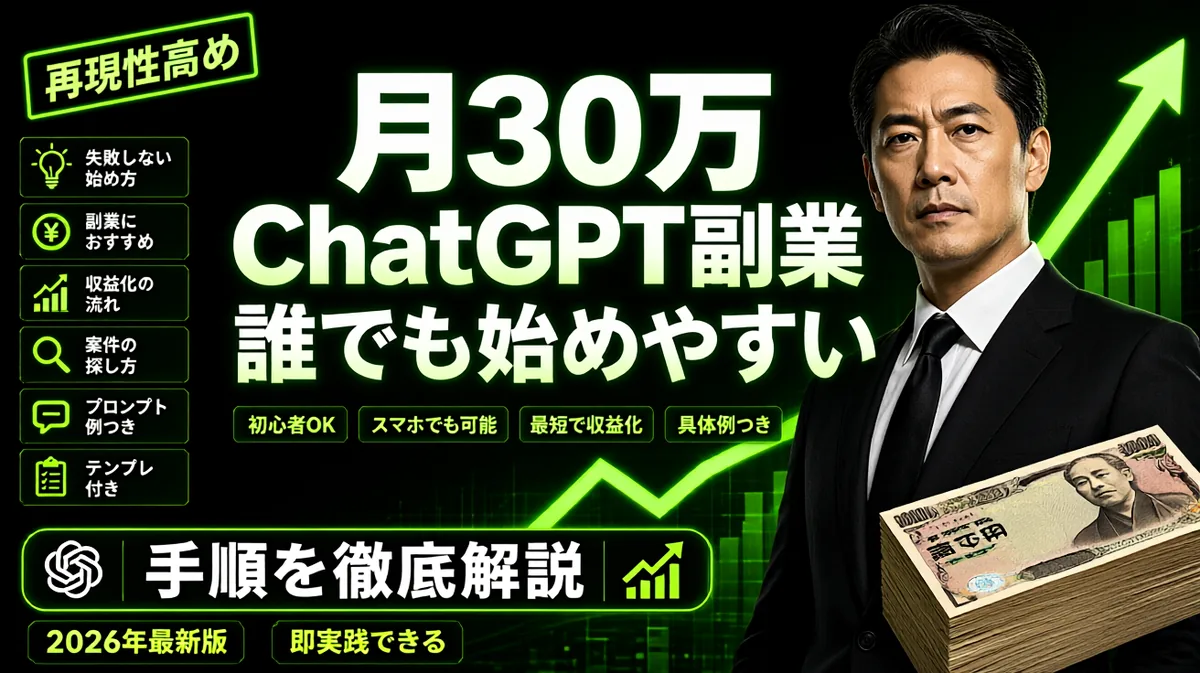 再現性高め
月30万
ChatGPT副業
誰でも始めやすい
失敗しない
始め方
副業に
おすすめ
収益化の
流れ
案件の
探し方
プロンプト
例つき
テンプレ
付き
初心者OK
スマホでも可能
最短で収益化
具体例つき
手順を徹底解説
2026年最新版
即実践できる